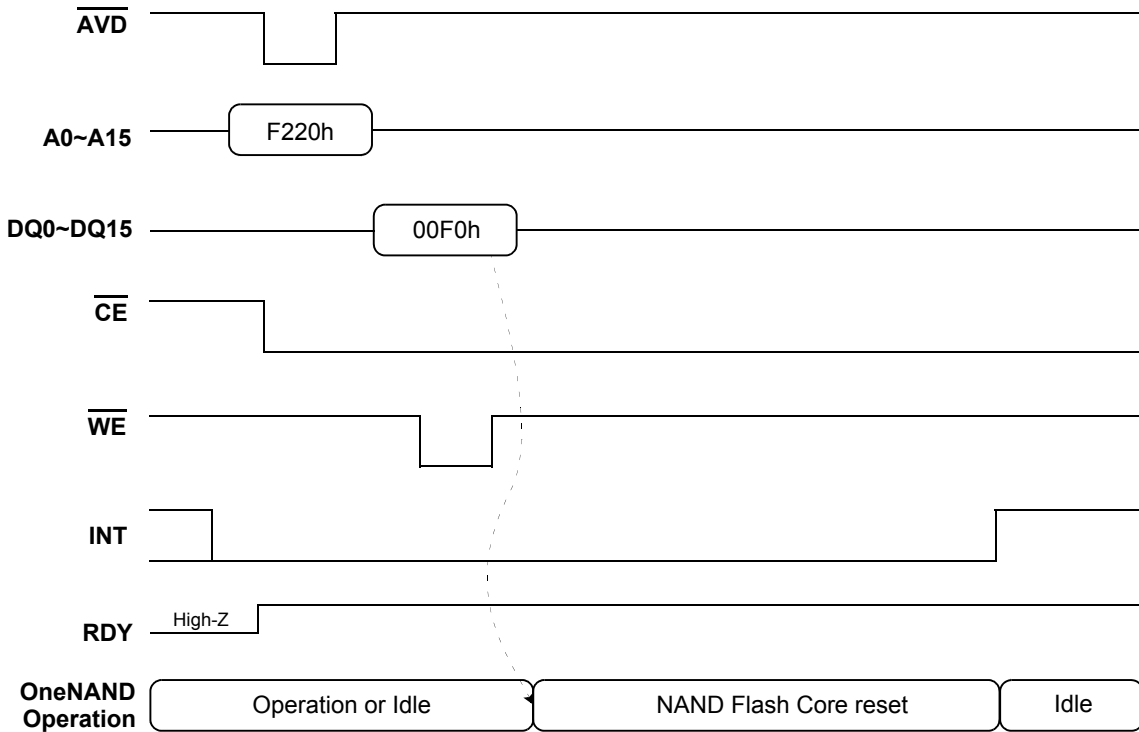 AVD
A0~A15
F220h
DQ0~DQ15
00F0h
CE
WE
INT
RDY
High-Z
OneNAND
Operation
Operation or Idle
NAND Flash Core reset
Idle